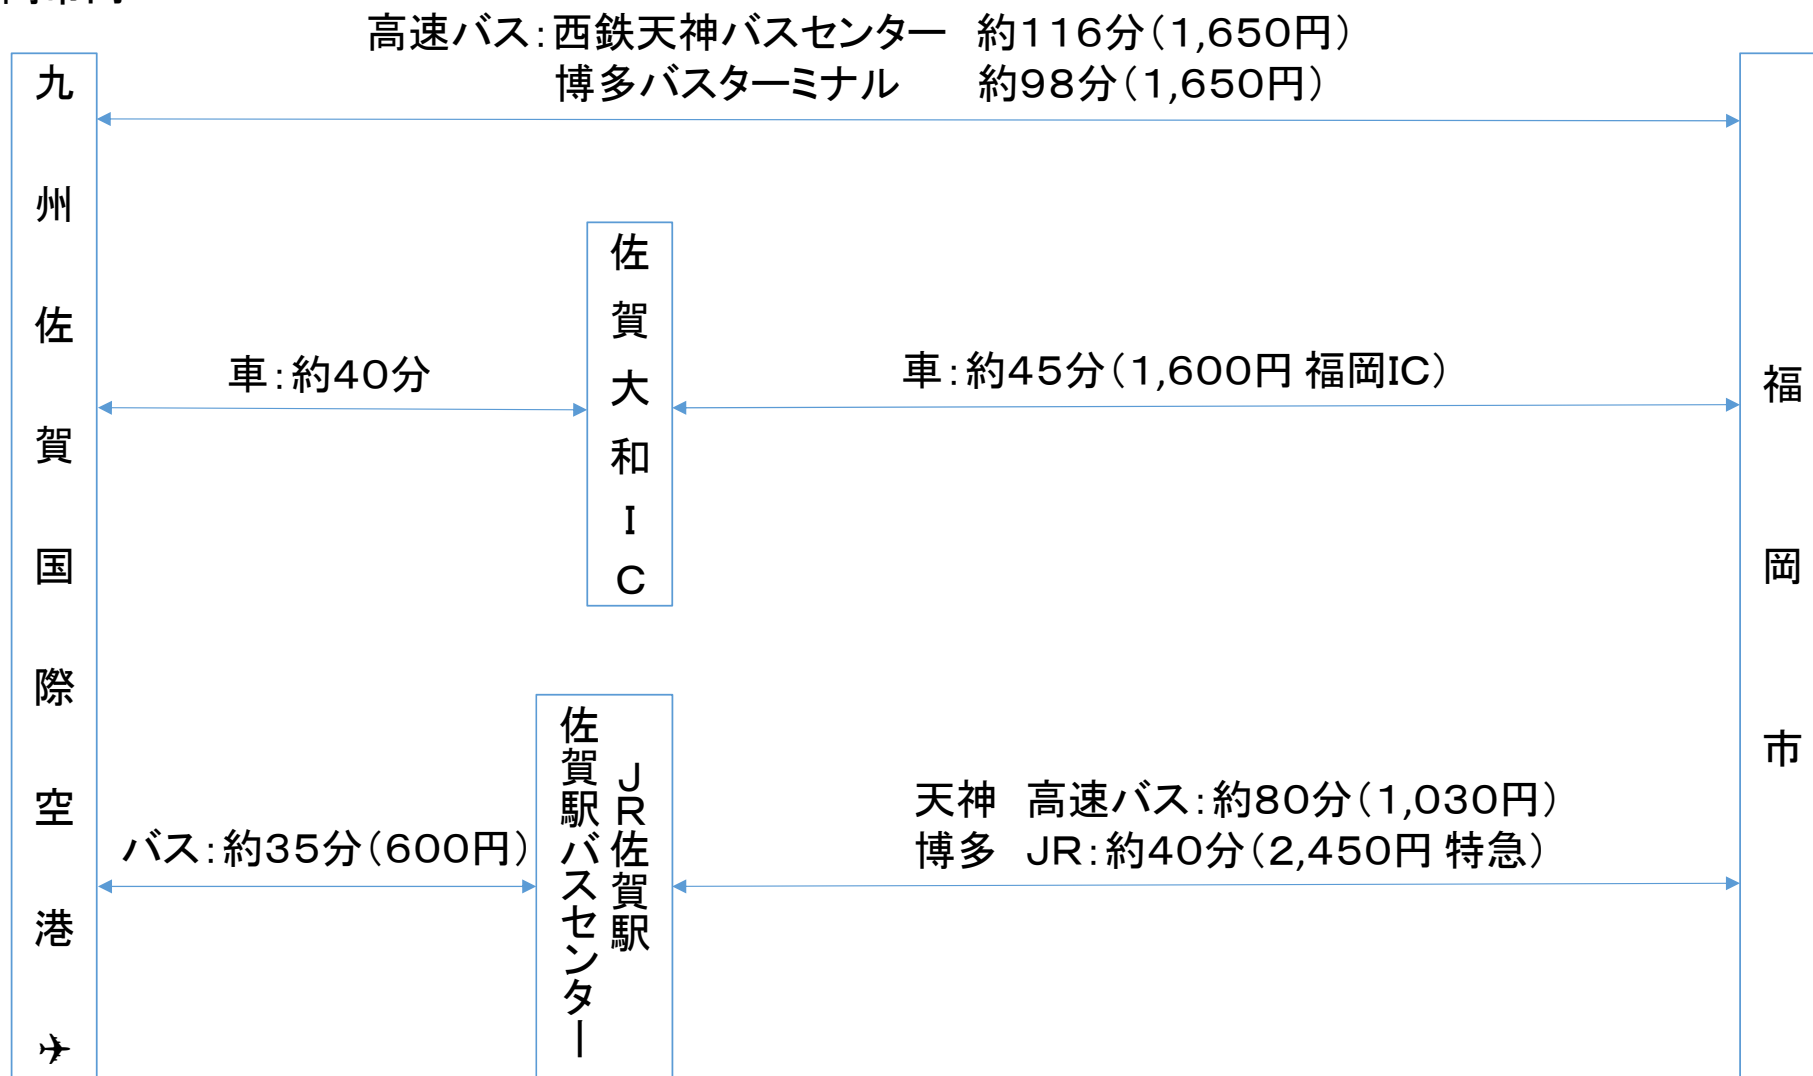 高速バス：西鉄天神バスセンター　約116分（1,650円）
博多バスターミナル　　約98分（1,650円）
九州佐賀国際空港✈
佐賀大和IC
福岡市
車：約40分
車：約45分（1,600円 福岡IC）
JR佐賀駅
佐賀駅バスセンター
バス：約35分（600円）
天神　高速バス：約80分（1,030円）
博多　JR：約40分（2,450円 特急）